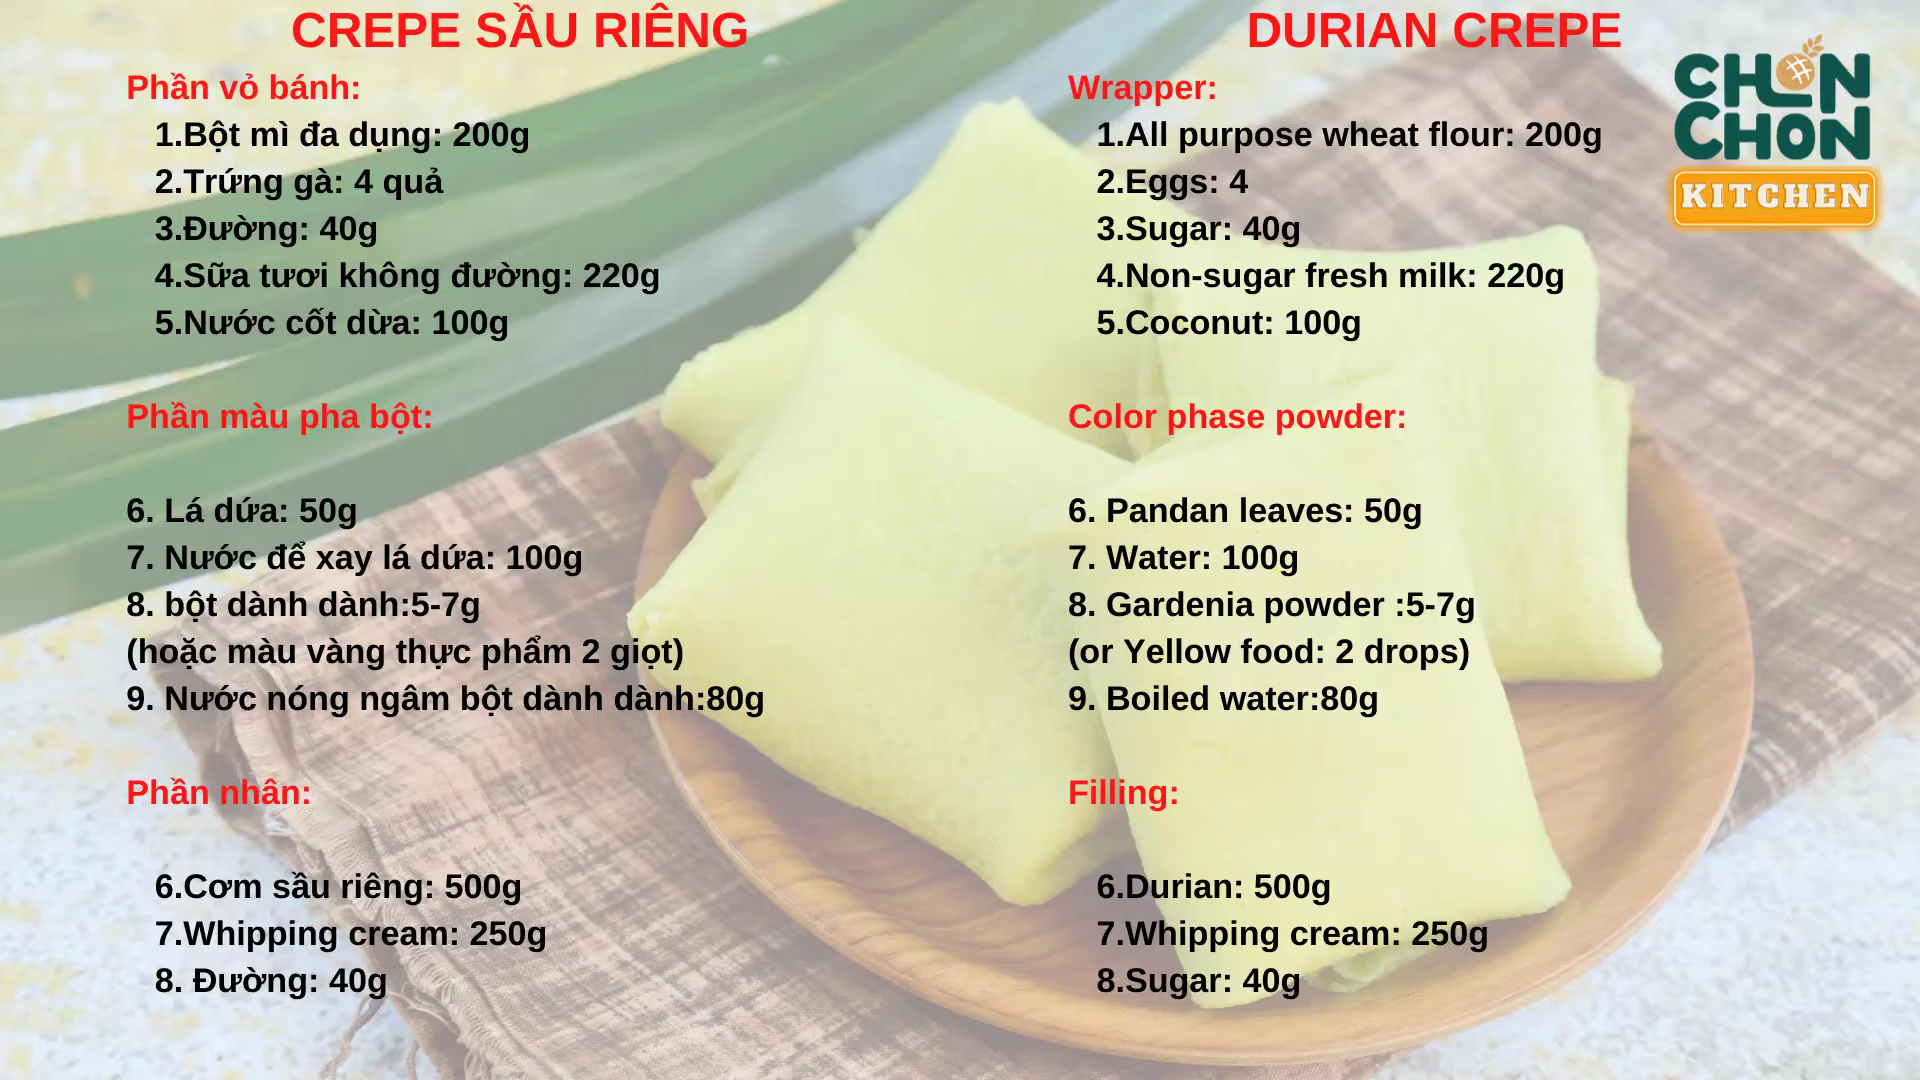 CREPE SẦU RIÊNG
Phần vỏ bánh:
1.Bột mì đa dụng: 200g
2.Trứng gà: 4 quả
3.Đường: 40g
4.Sữa tươi không đường: 220g
5.Nước cốt dừa: 100g
Phần màu pha bột:
6. Lá dứa: 50g
7. Nước để xay lá dứa: 100g
8. bột dành dành:5-7g
(hoặc màu vàng thực phẩm 2 giọt)
9. Nước nóng ngâm bột dành dành:80g
Phần nhân:
6.Cơm sầu riêng: 500g
7.Whipping cream: 250g
8. Đường: 40g
DURIAN CREPE
Wrapper:
1.All purpose wheat flour: 200g
2.Eggs: 4
3.Sugar: 40g
4.Non-sugar fresh milk: 220g
5.Coconut: 100g
Color phase powder:
6. Pandan leaves: 50g
7. Water: 100g
8. Gardenia powder :5-7g
(or Yellow food: 2 drops)
9. Boiled water:80g
Filling:
6.Durian: 500g
7.Whipping cream: 250g
8.Sugar: 40g
CHON
CHON
KITCHEN